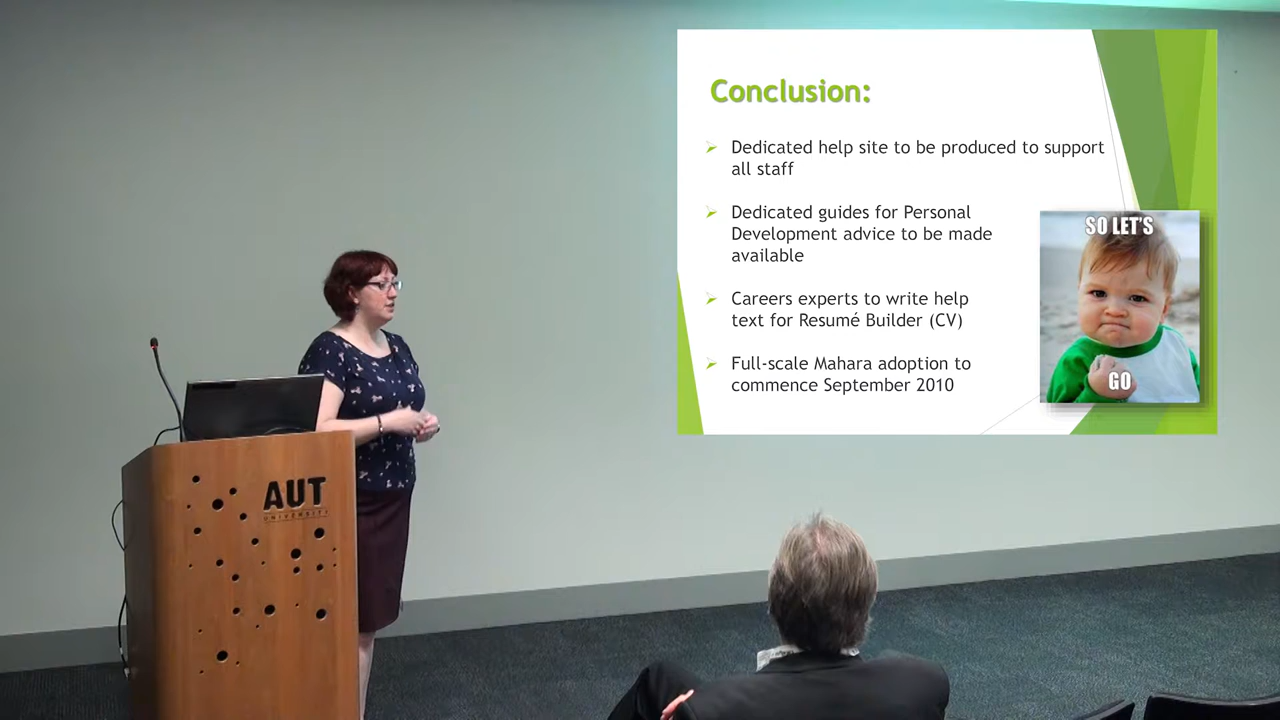 Conclusion:
Dedicated help site to be produced to support
all staff
Dedicated guides for Personal
Development advice to be made
available
Careers experts to write help
text for Resumé Builder (CV)
Full-scale Mahara adoption to
commence September 2010
SO LET'S
GO
AUT
UNIVERSITY